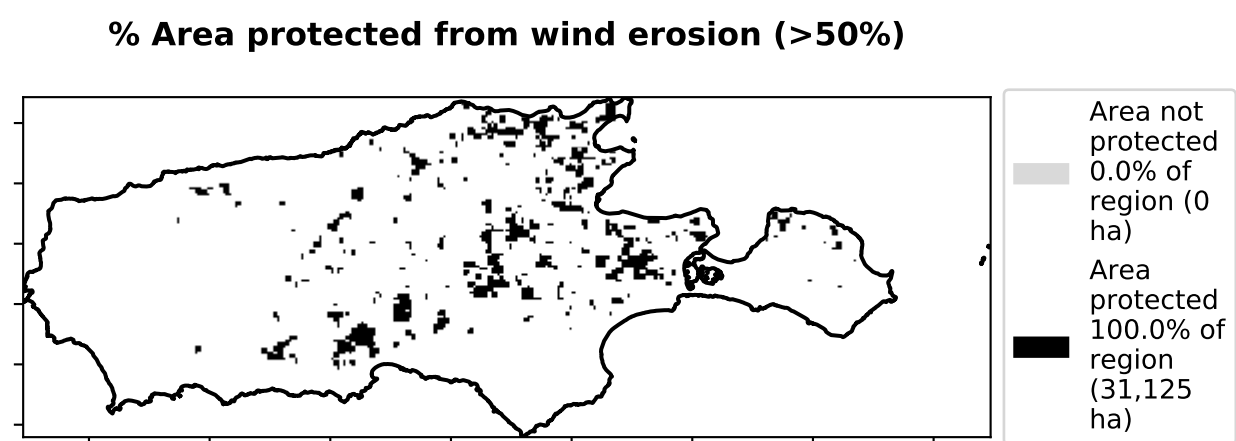 % Area protected from wind erosion (>50%)
Area not
protected
0.0% of
region (0
ha)
Area
protected
100.0% of
region
(31,125
ha)